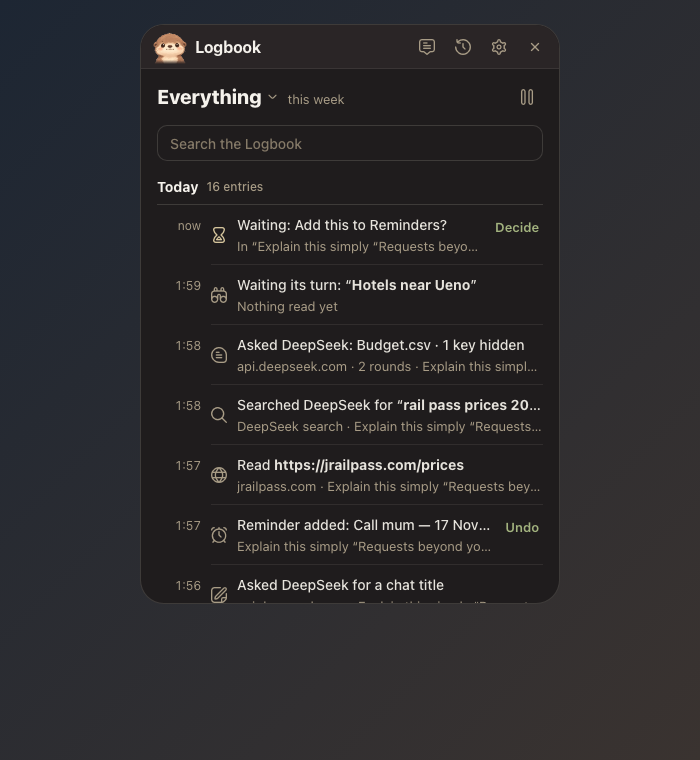 Logbook
Everything this week
Search the Logbook
Today 16 entries
now Waiting: Add this to Reminders? Decide
In “Explain this simply “Requests beyo…
1:59 Waiting its turn: “Hotels near Ueno”
Nothing read yet
1:58 Asked DeepSeek: Budget.csv · 1 key hidden
api.deepseek.com · 2 rounds · Explain this simpl…
1:58 Searched DeepSeek for “rail pass prices 20…
DeepSeek search · Explain this simply “Requests…
1:57 Read https://jrailpass.com/prices
jrailpass.com · Explain this simply “Requests bey…
1:57 Reminder added: Call mum — 17 Nov… Undo
Explain this simply “Requests beyond yo…
1:56 Asked DeepSeek for a chat title